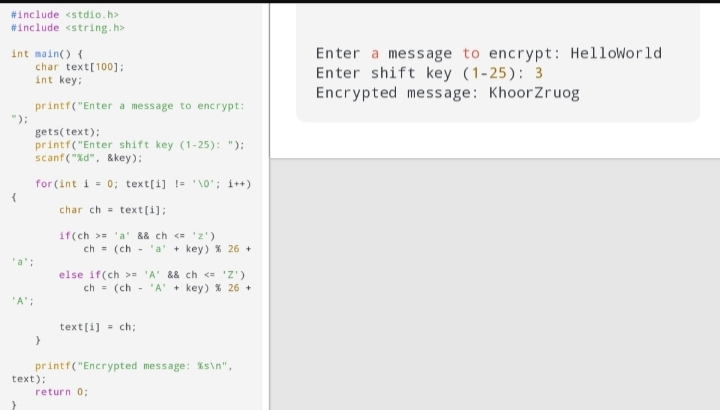 #include <stdio.h>
#include <string.h>
int main() {
char text[100];
int key;
printf("Enter a message to encrypt:
");
gets(text);
printf("Enter shift key (1-25): ");
scanf("%d", &key);
for(int i = 0; text[i] != '\0'; i++)
{
char ch = text[i];
if(ch >= 'a' && ch <= 'z')
ch = (ch - 'a' + key) % 26 +
'a';
else if(ch >= 'A' && ch <= 'Z')
ch = (ch - 'A' + key) % 26 +
'A';
text[i] = ch;
}
printf("Encrypted message: %s\n",
text);
return 0;
}
Enter a message to encrypt: HelloWorld
Enter shift key (1-25): 3
Encrypted message: KhoorZruog